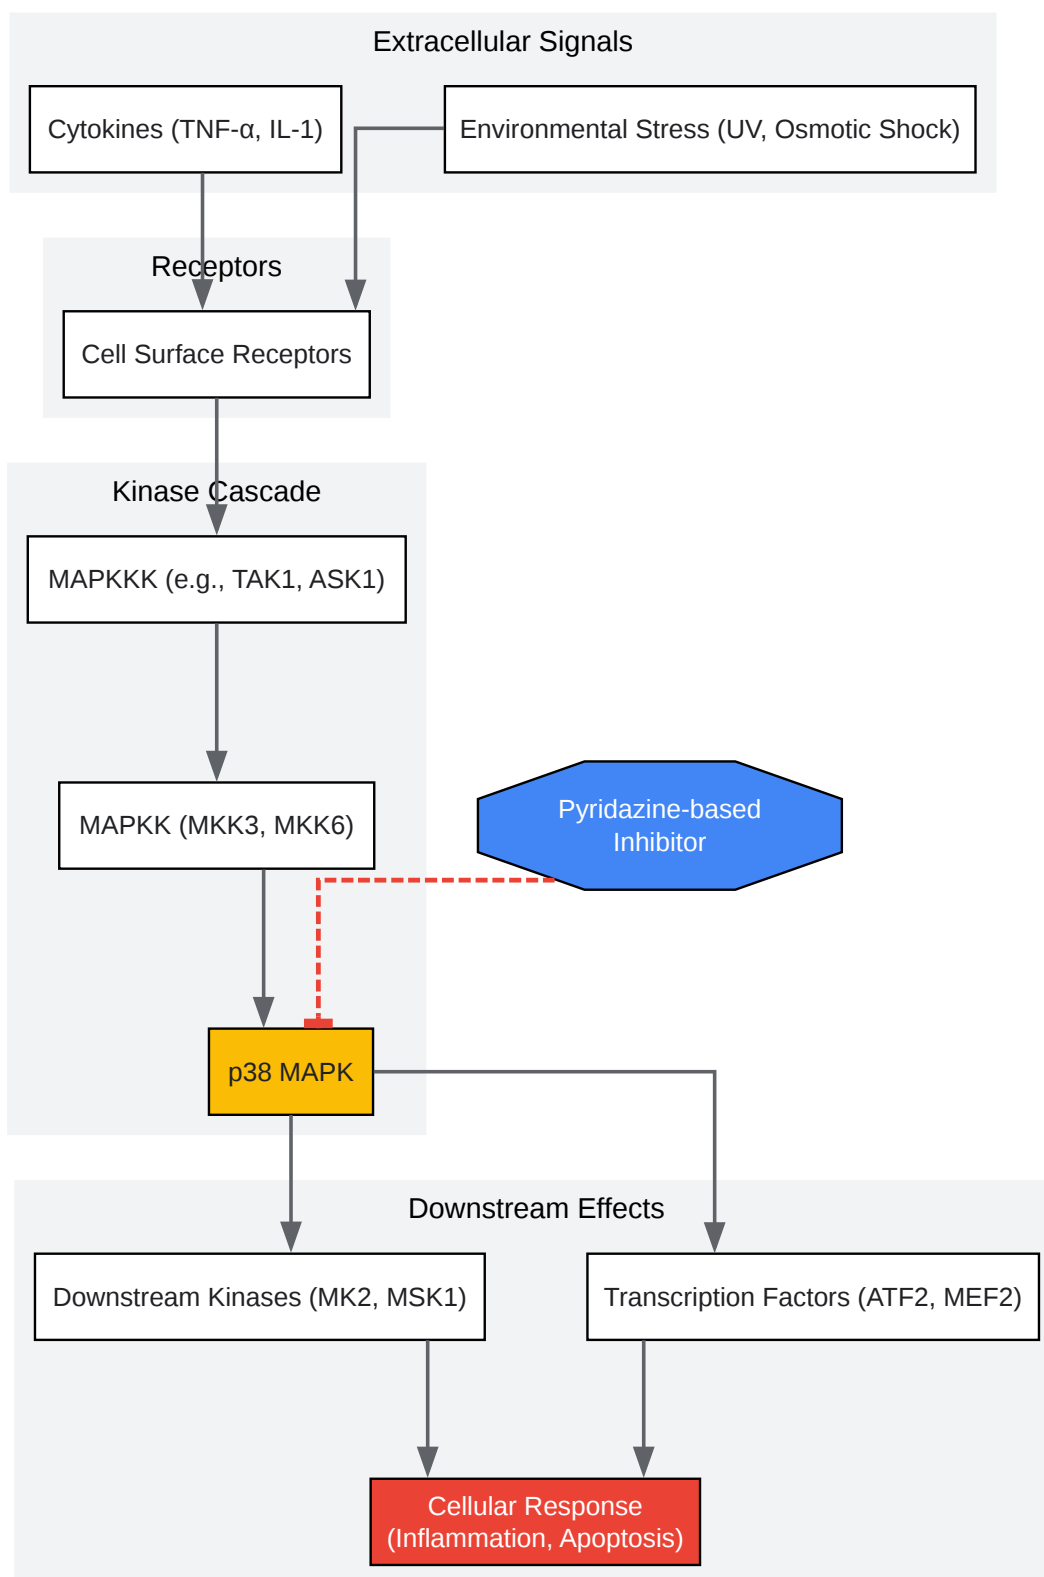 Extracellular Signals
Cytokines (TNF-α, IL-1)
Environmental Stress (UV, Osmotic Shock)
Receptors
Cell Surface Receptors
Kinase Cascade
MAPKKK (e.g., TAK1, ASK1)
MAPKK (MKK3, MKK6)
Pyridazine-based
Inhibitor
p38 MAPK
Downstream Effects
Downstream Kinases (MK2, MSK1)
Transcription Factors (ATF2, MEF2)
Cellular Response
(Inflammation, Apoptosis)